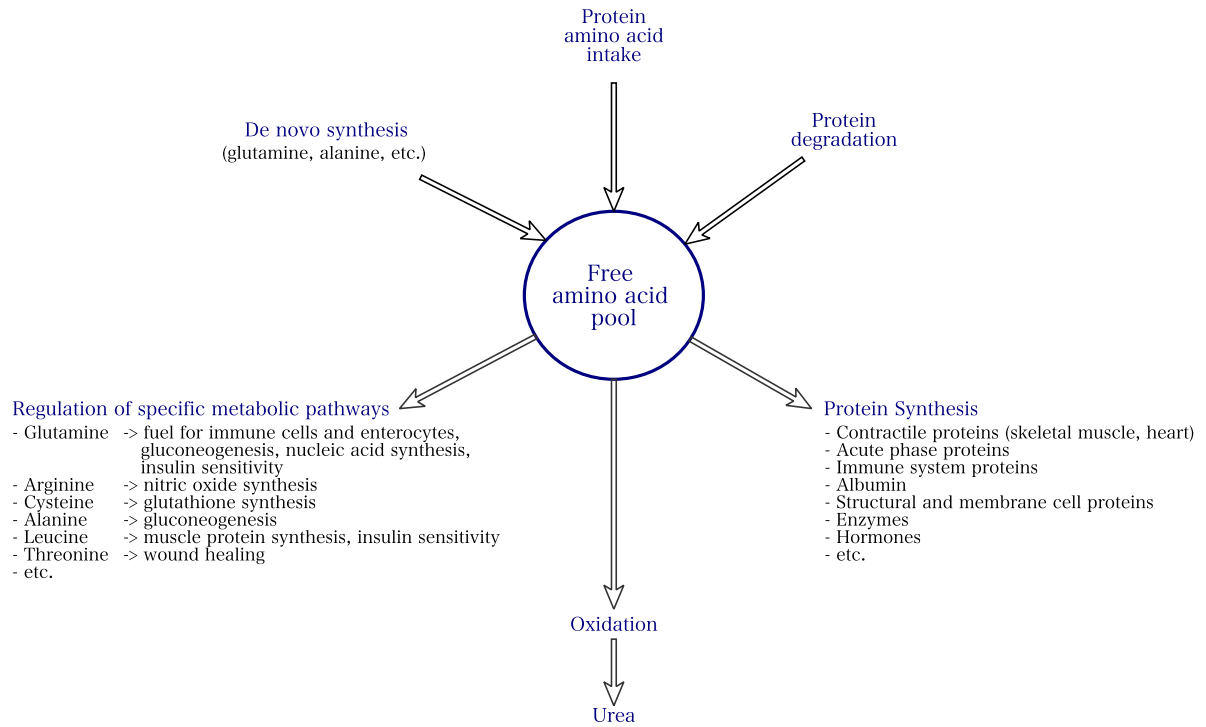 Protein
amino acid
intake
De novo synthesis
(glutamine, alanine, etc.)
Protein
degradation
Free
amino acid
pool
Regulation of specific metabolic pathways
- Glutamine -> fuel for immune cells and enterocytes,
gluconeogenesis, nucleic acid synthesis,
insulin sensitivity
- Arginine -> nitric oxide synthesis
- Cysteine -> glutathione synthesis
- Alanine -> gluconeogenesis
- Leucine -> muscle protein synthesis, insulin sensitivity
- Threonine -> wound healing
- etc.
Protein Synthesis
- Contractile proteins (skeletal muscle, heart)
- Acute phase proteins
- Immune system proteins
- Albumin
- Structural and membrane cell proteins
- Enzymes
- Hormones
- etc.
Oxidation
Urea